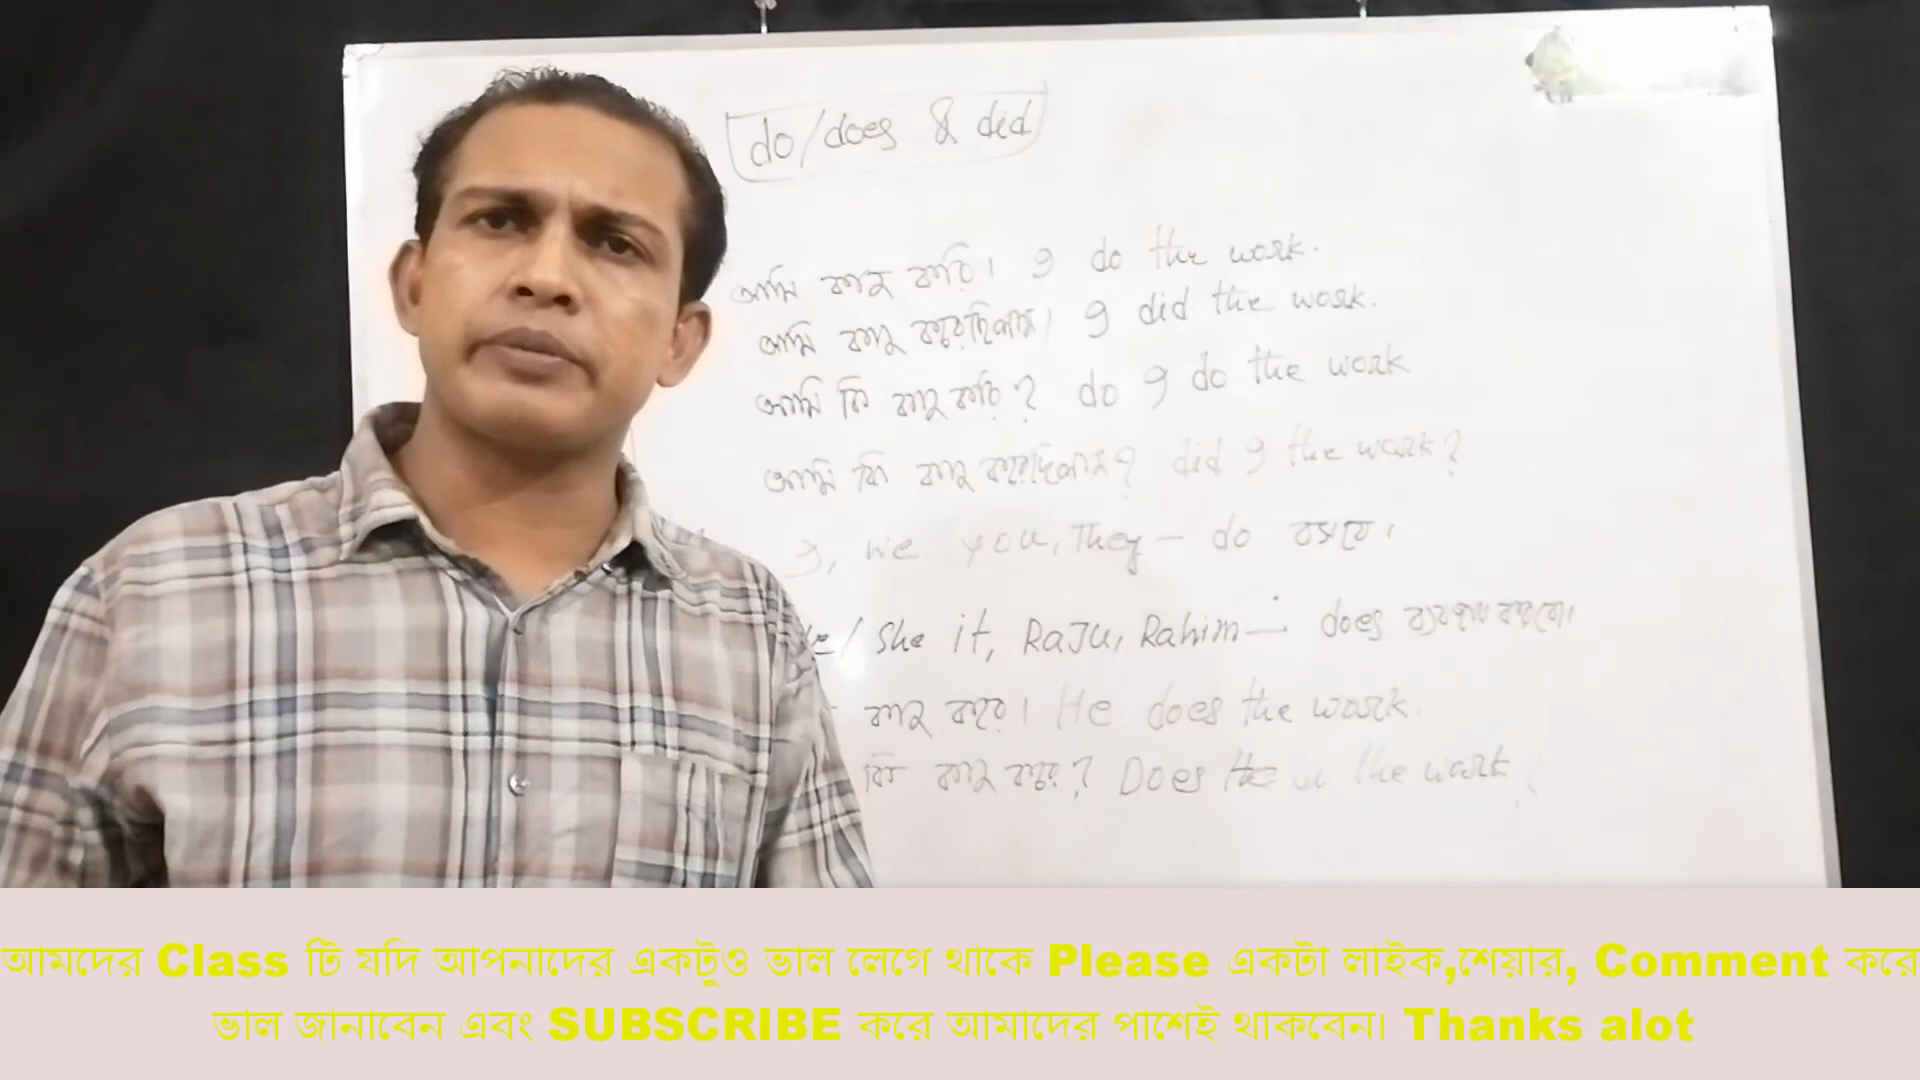 do/does & did
আমি কাজ করি। I do the work.
আমি কাজ করেছিলাম। I did the work.
আমি কি কাজ করি? do I do the work
আমি কি কাজ করেছিলাম? did I the work?
I, we you, They — do বসবে।
He/ She it, RaJu, Rahim — does ব্যবহার করবো।
কাজ করে। He does the work.
কি কাজ করে? Does the work?
আমদের Class টি যদি আপনাদের একটুও ভাল লেগে থাকে Please একটা লাইক,শেয়ার, Comment করে
ভাল জানাবেন এবং SUBSCRIBE করে আমাদের পাশেই থাকবেন। Thanks alot